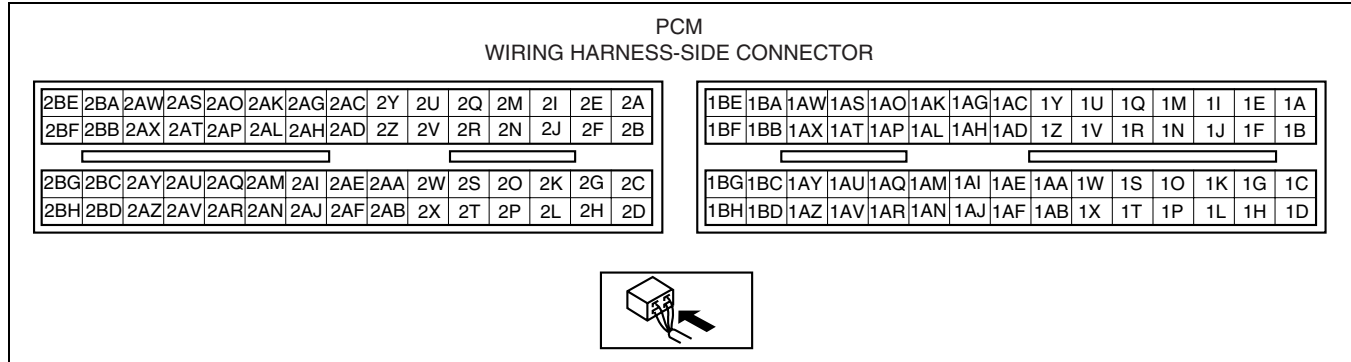 PCM
WIRING HARNESS-SIDE CONNECTOR
2BE 2BA 2AW 2AS 2AO 2AK 2AG 2AC 2Y 2U 2Q 2M 2I 2E 2A
2BF 2BB 2AX 2AT 2AP 2AL 2AH 2AD 2Z 2V 2R 2N 2J 2F 2B
2BG 2BC 2AY 2AU 2AQ 2AM 2AI 2AE 2AA 2W 2S 2O 2K 2G 2C
2BH 2BD 2AZ 2AV 2AR 2AN 2AJ 2AF 2AB 2X 2T 2P 2L 2H 2D
1BE 1BA 1AW 1AS 1AO 1AK 1AG 1AC 1Y 1U 1Q 1M 1I 1E 1A
1BF 1BB 1AX 1AT 1AP 1AL 1AH 1AD 1Z 1V 1R 1N 1J 1F 1B
1BG 1BC 1AY 1AU 1AQ 1AM 1AI 1AE 1AA 1W 1S 1O 1K 1G 1C
1BH 1BD 1AZ 1AV 1AR 1AN 1AJ 1AF 1AB 1X 1T 1P 1L 1H 1D